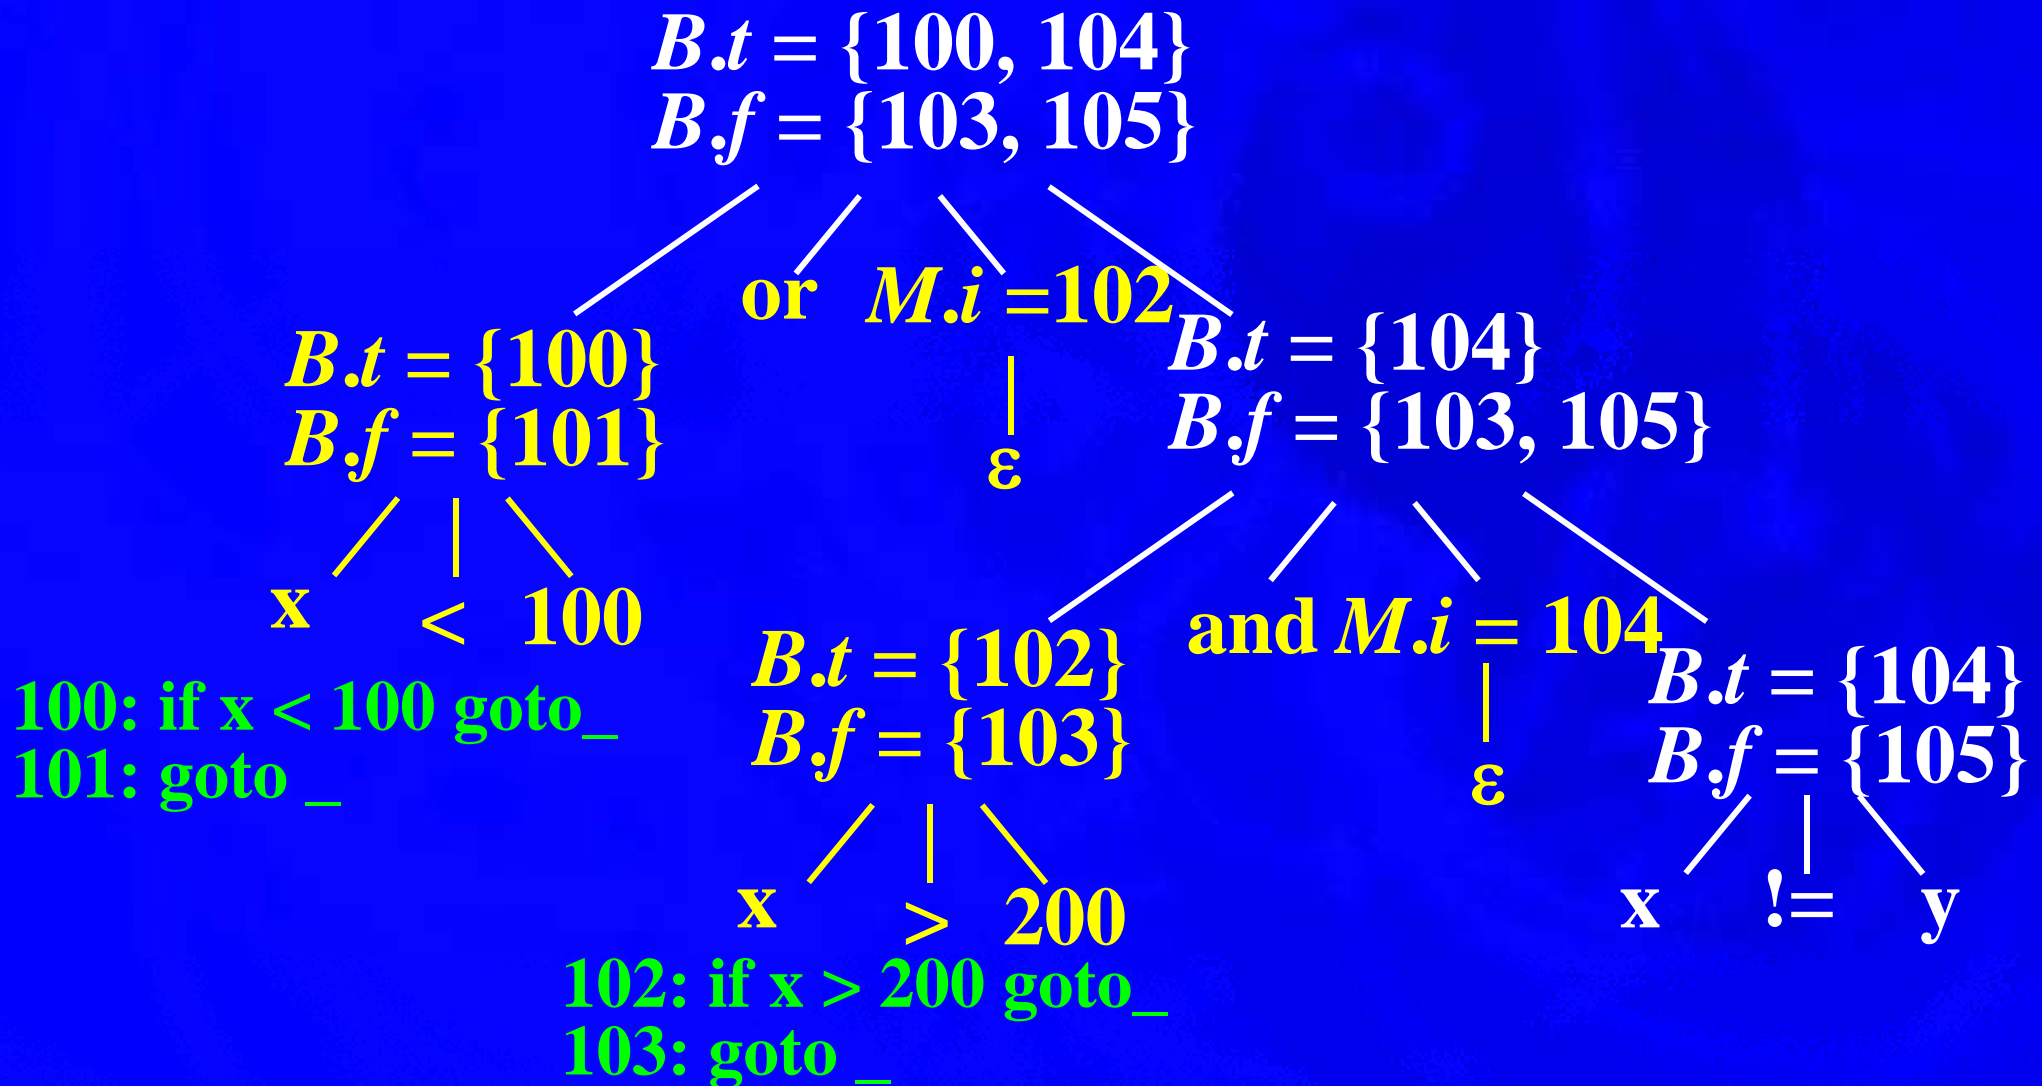 B.t = {100, 104}
B.f = {103, 105}
or M.i =102
B.t = {100}
B.f = {101}
ε
B.t = {104}
B.f = {103, 105}
x < 100
100: if x < 100 goto_
101: goto _
and M.i = 104
B.t = {102}
B.f = {103}
ε
B.t = {104}
B.f = {105}
x > 200
x != y
102: if x > 200 goto_
103: goto _